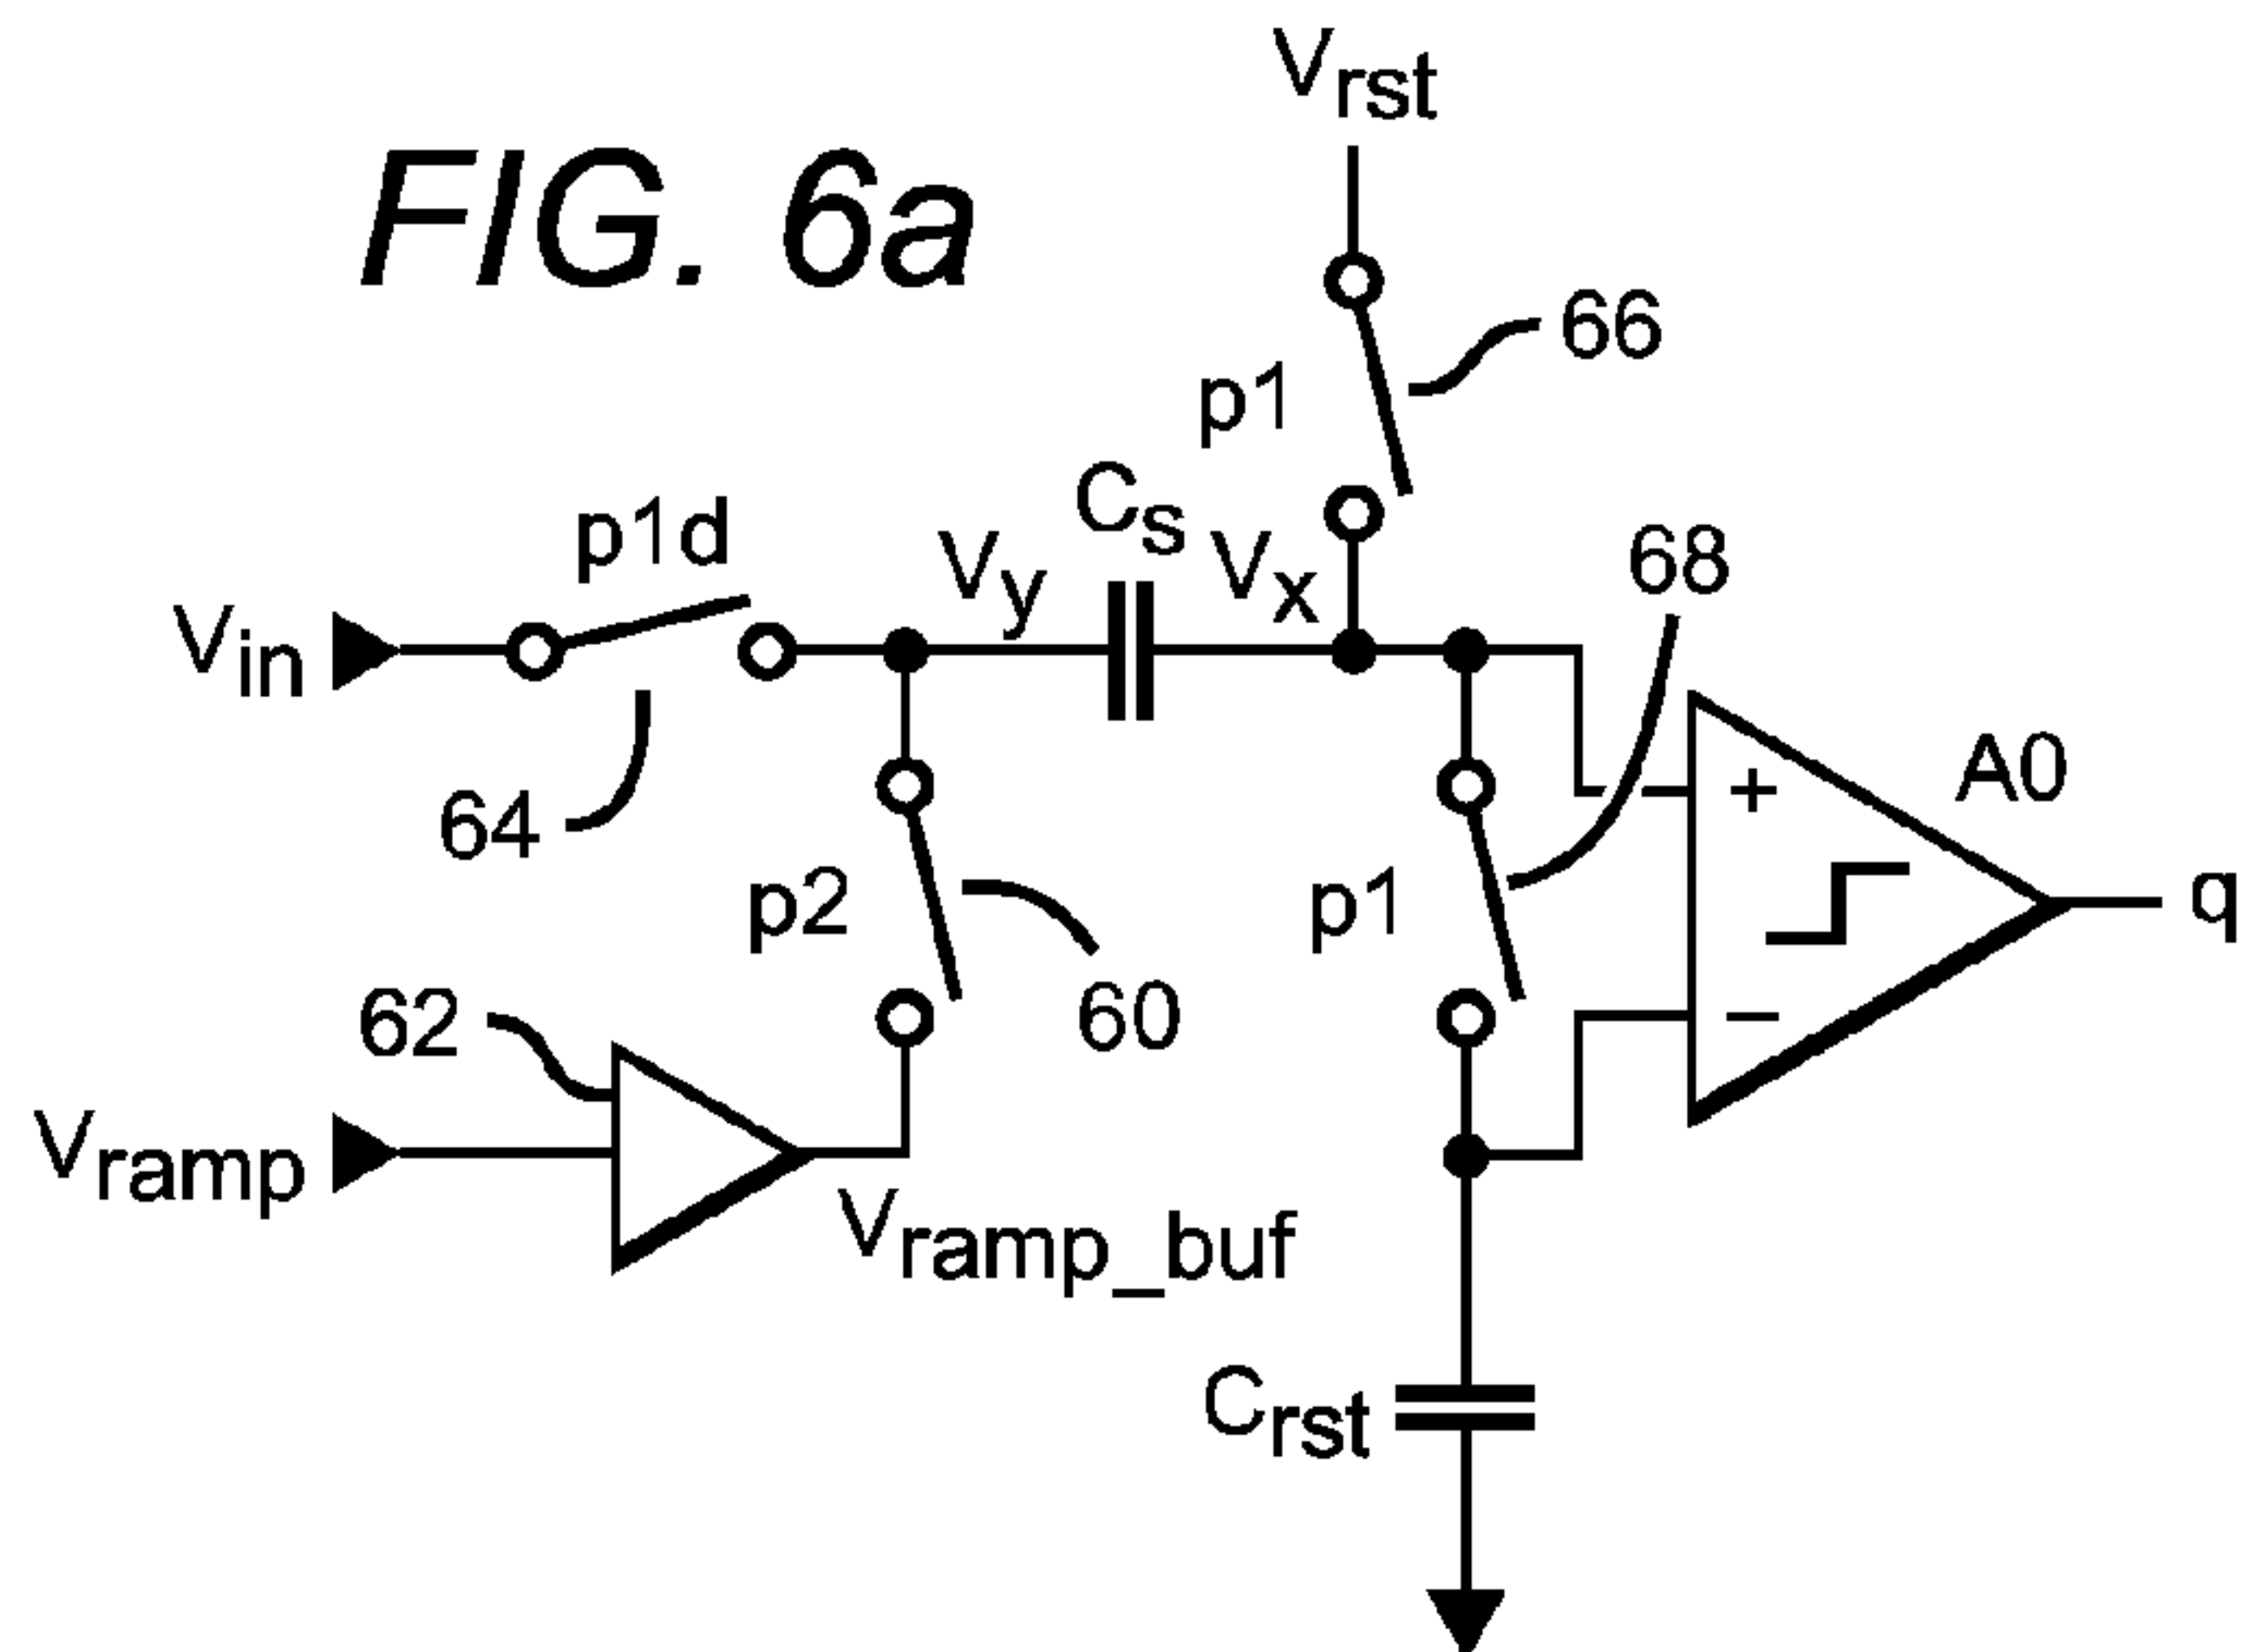 FIG. 6a
Vrst
66
p1
Cs
p1d
Vy
Vx
68
Vin
64
A0
+
p2
p1
q
62
60
−
Vramp
Vramp_buf
Crst